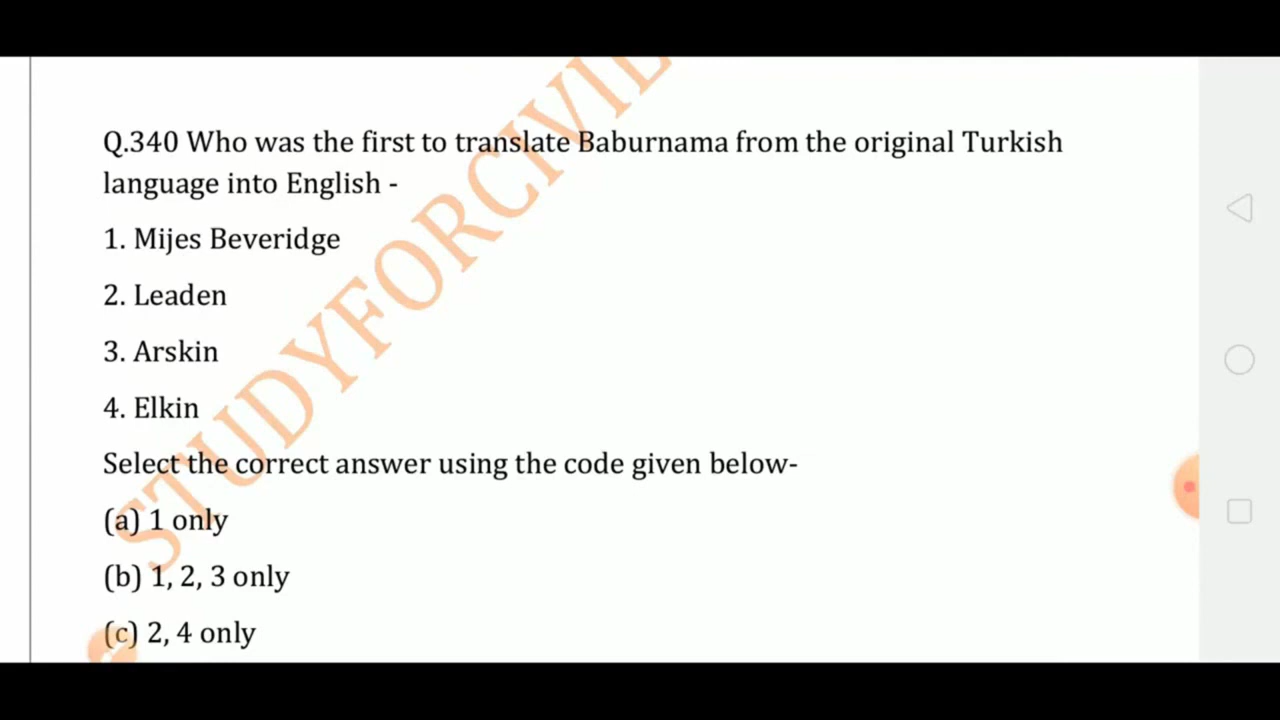 Q.340 Who was the first to translate Baburnama from the original Turkish
language into English -
1. Mijes Beveridge
2. Leaden
3. Arskin
4. Elkin
Select the correct answer using the code given below-
(a) 1 only
(b) 1, 2, 3 only
(c) 2, 4 only
STUDYFORCIVIL